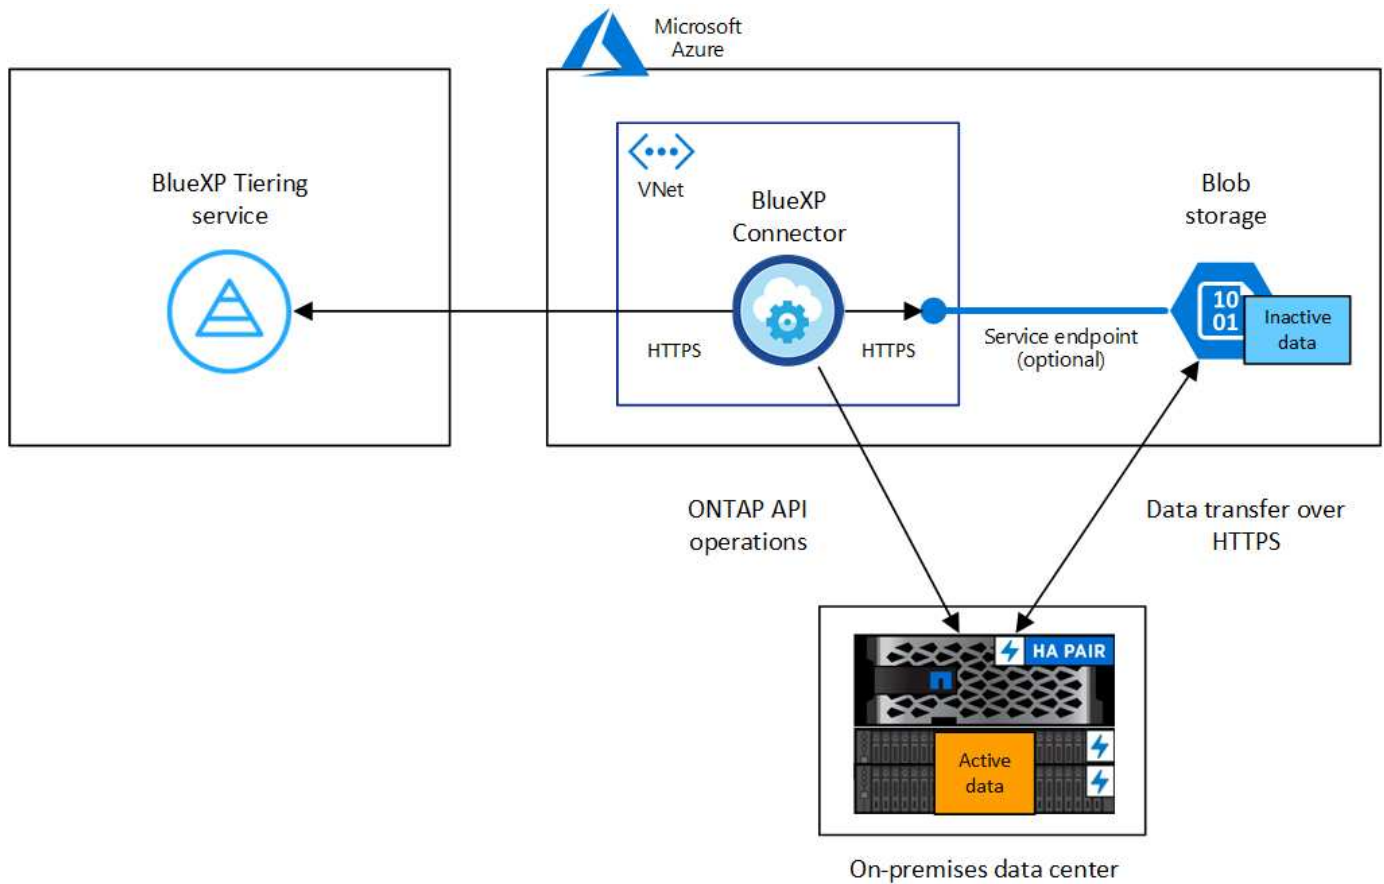 Microsoft
Azure
BlueXP Tiering
service
VNet
BlueXP
Connector
Blob
storage
10
01
Inactive
data
HTTPS
HTTPS
Service endpoint
(optional)
ONTAP API
operations
Data transfer over
HTTPS
HA PAIR
Active
data
On-premises data center